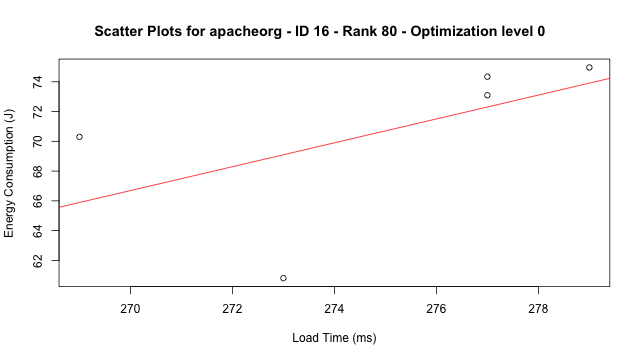 Scatter Plots for apacheorg - ID 16 - Rank 80 - Optimization level 0
Energy Consumption (J)
74
72
70
68
66
64
62
270 272 274 276 278
Load Time (ms)